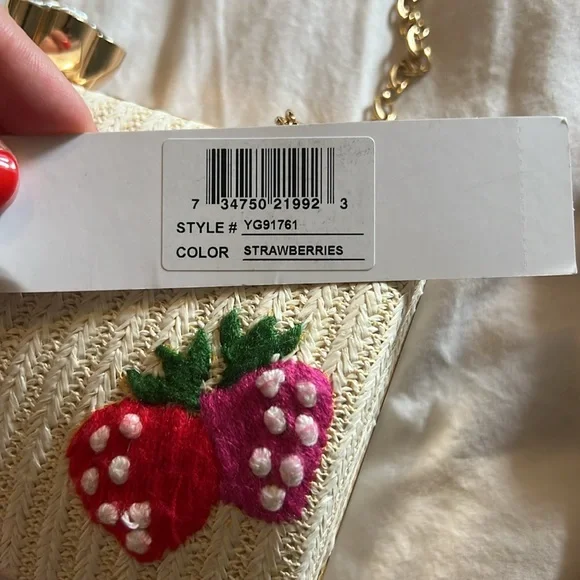 7 34750 21992 3
STYLE # YG91761
COLOR STRAWBERRIES